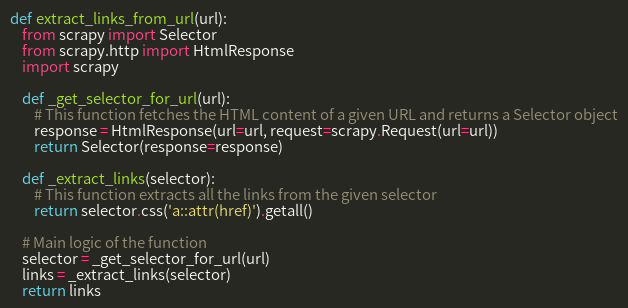 def extract_links_from_url(url):
    from scrapy import Selector
    from scrapy.http import HtmlResponse
    import scrapy

    def _get_selector_for_url(url):
        # This function fetches the HTML content of a given URL and returns a Selector object
        response = HtmlResponse(url=url, request=scrapy.Request(url=url))
        return Selector(response=response)

    def _extract_links(selector):
        # This function extracts all the links from the given selector
        return selector.css('a::attr(href)').getall()

    # Main logic of the function
    selector = _get_selector_for_url(url)
    links = _extract_links(selector)
    return links